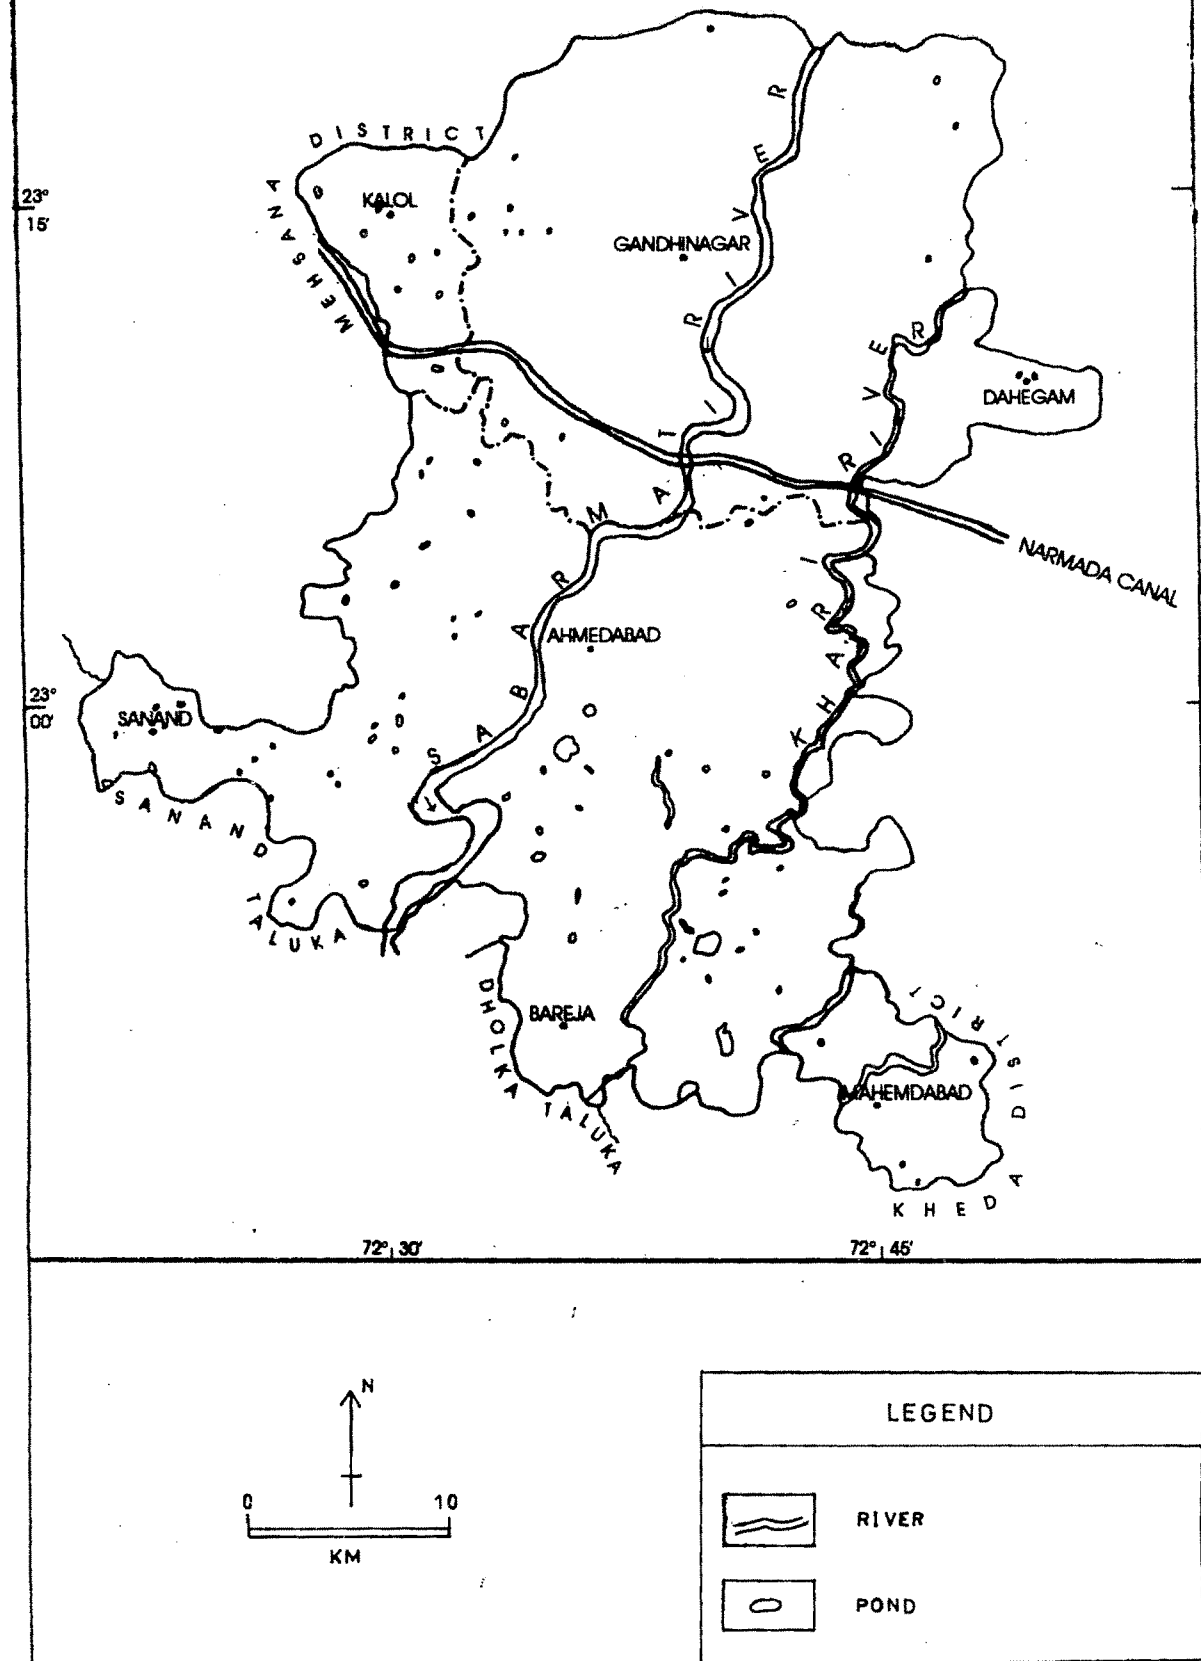 MEHSANA DISTRICT
23°
15'
KALOL
GANDHINAGAR
SABARMATI RIVER
KHARI RIVER
DAHEGAM
NARMADA CANAL
AHMEDABAD
23°
00'
SANAND
SANAND TALUKA
BAREJA
DHOLKA TALUKA
MAHEMDABAD
KHEDA DISTRICT
72° 30'
72° 45'
N
0 10
KM
LEGEND
RIVER
POND